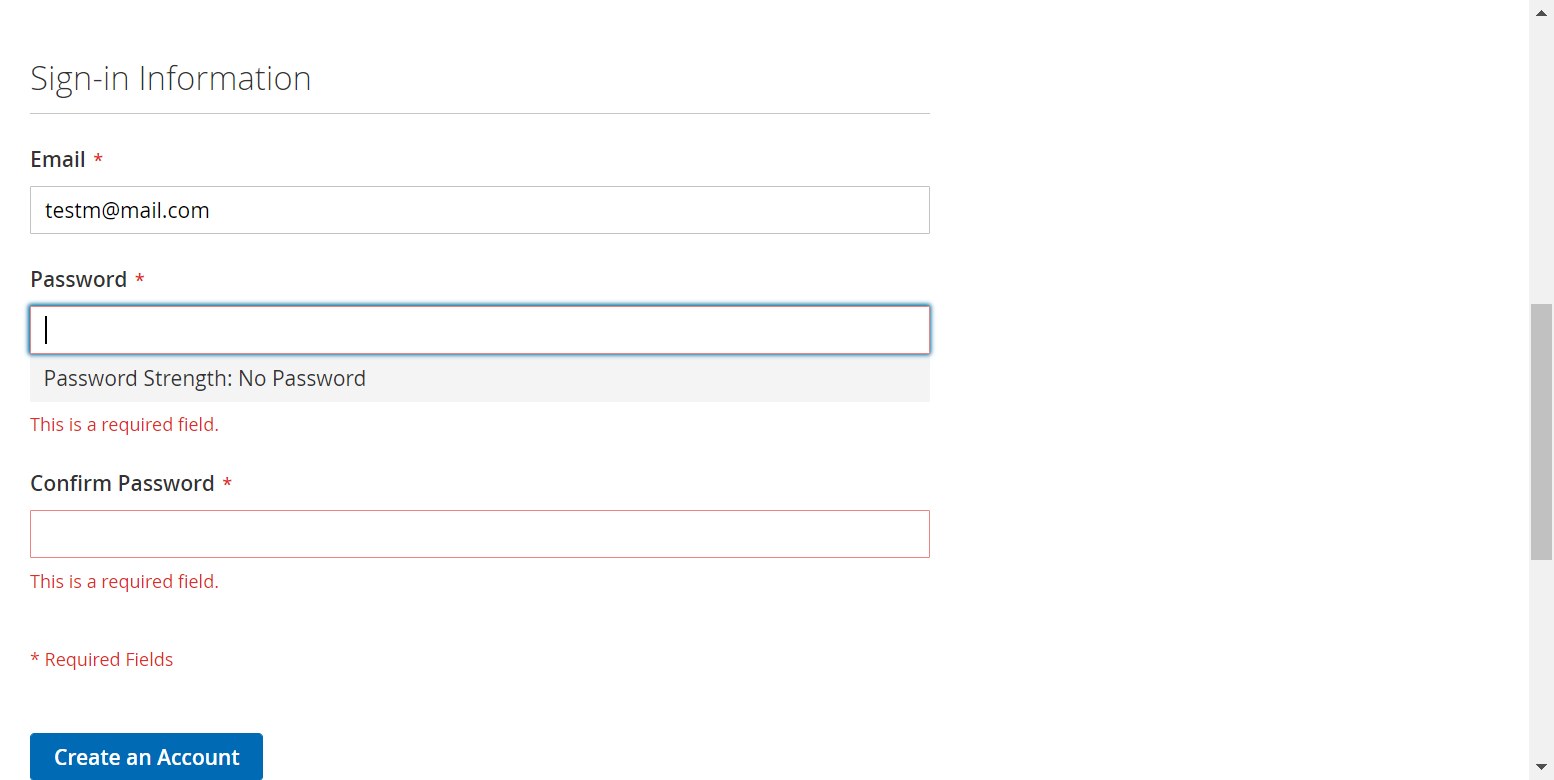 Sign-in Information
Email *
testm@mail.com
Password *
Password Strength: No Password
This is a required field.
Confirm Password *
This is a required field.
* Required Fields
Create an Account